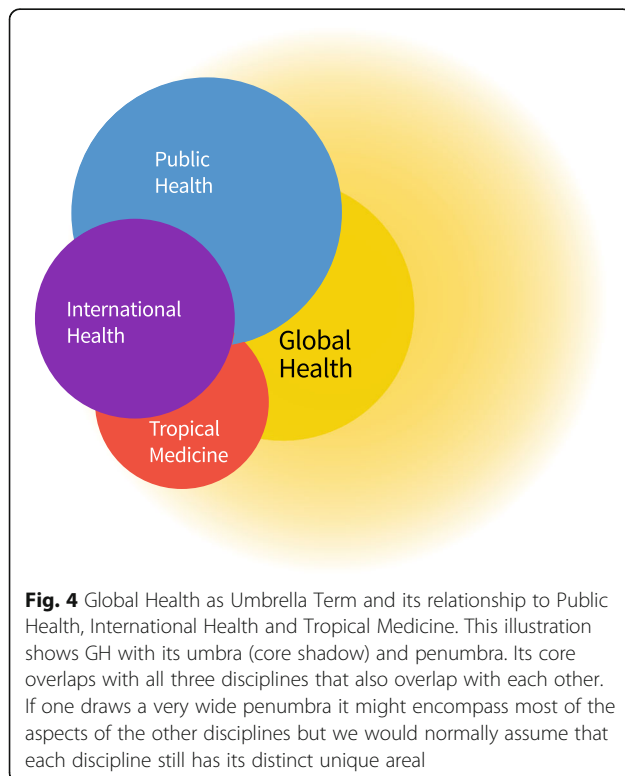 Public
Health
International
Health
Global
Health
Tropical
Medicine
Fig. 4 Global Health as Umbrella Term and its relationship to Public
Health, International Health and Tropical Medicine. This illustration
shows GH with its umbra (core shadow) and penumbra. Its core
overlaps with all three disciplines that also overlap with each other.
If one draws a very wide penumbra it might encompass most of the
aspects of the other disciplines but we would normally assume that
each discipline still has its distinct unique areal